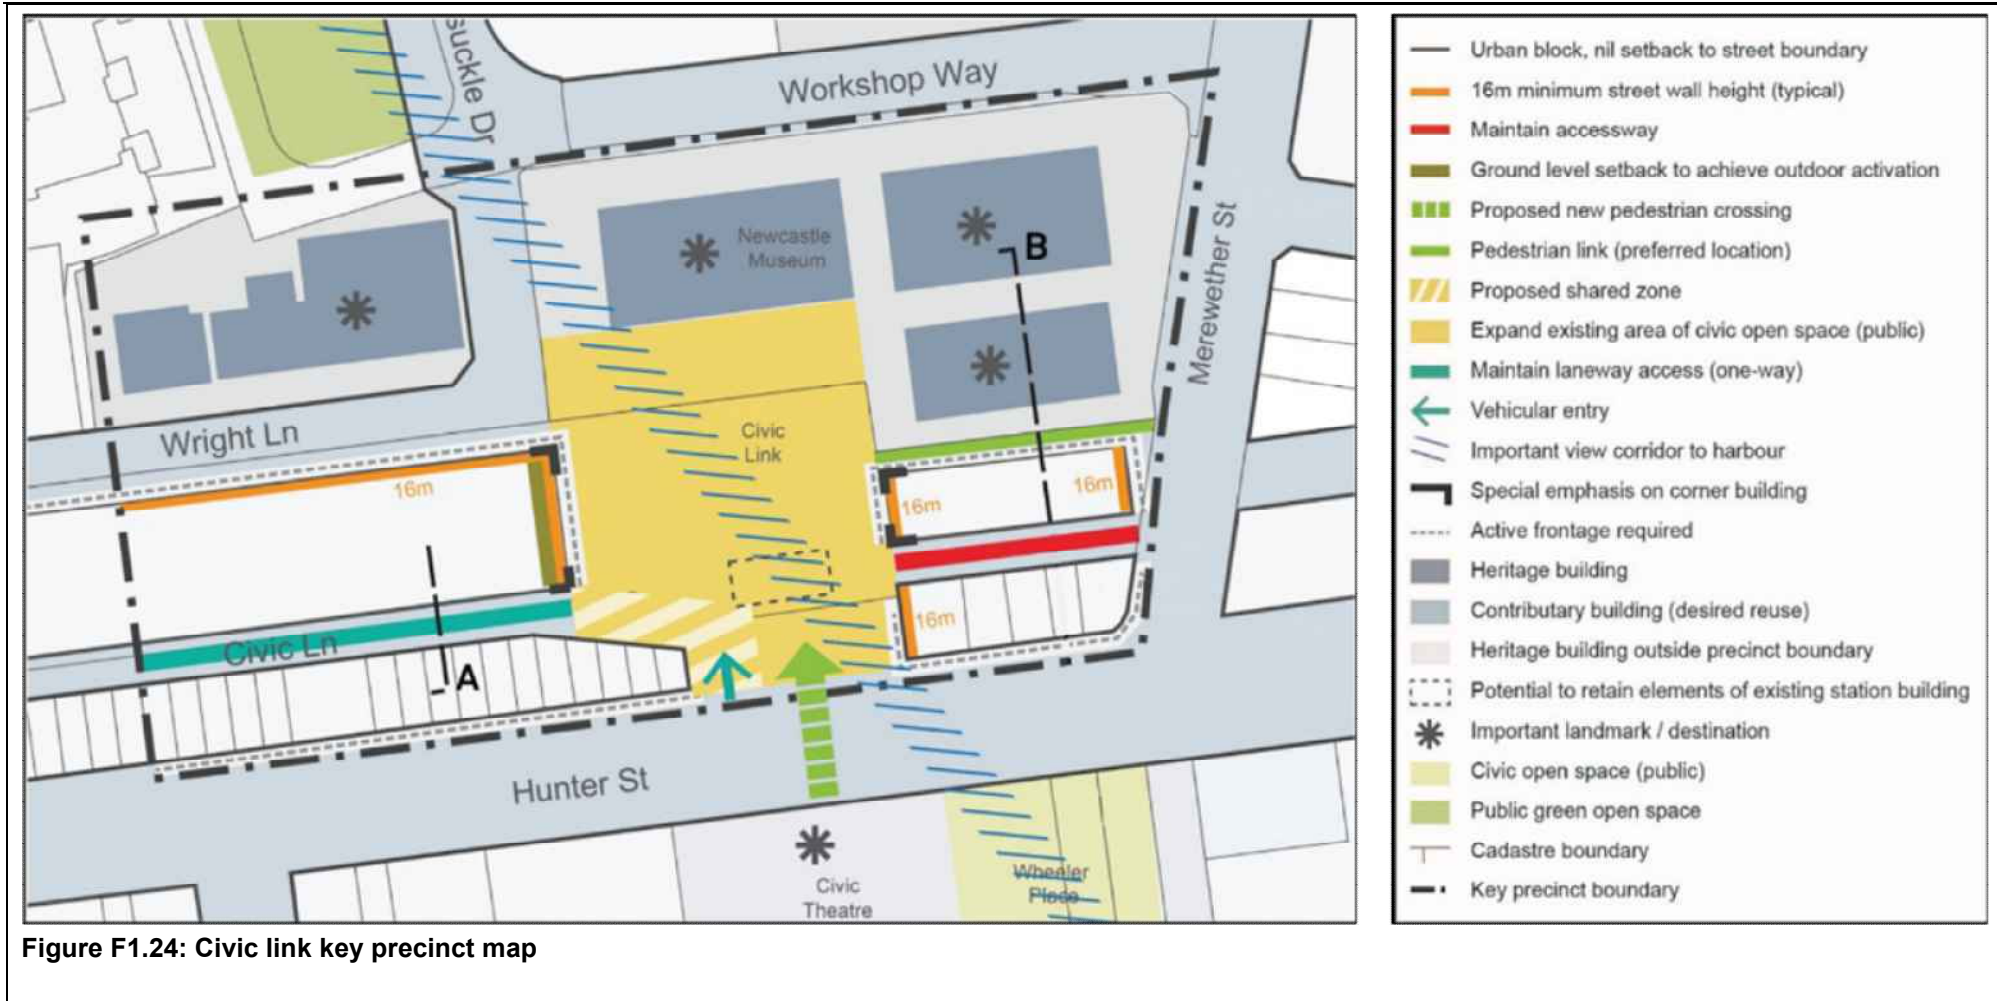 suckle Dr
Workshop Way
Newcastle
Museum
B
Merewether St
Wright Ln
Civic
Link
16m
16m
16m
16m
Civic Ln
A
Hunter St
Civic
Theatre
Wheeler
Place
Urban block, nil setback to street boundary
16m minimum street wall height (typical)
Maintain accessway
Ground level setback to achieve outdoor activation
Proposed new pedestrian crossing
Pedestrian link (preferred location)
Proposed shared zone
Expand existing area of civic open space (public)
Maintain laneway access (one-way)
Vehicular entry
Important view corridor to harbour
Special emphasis on corner building
Active frontage required
Heritage building
Contributary building (desired reuse)
Heritage building outside precinct boundary
Potential to retain elements of existing station building
Important landmark / destination
Civic open space (public)
Public green open space
Cadastre boundary
Key precinct boundary
Figure F1.24: Civic link key precinct map